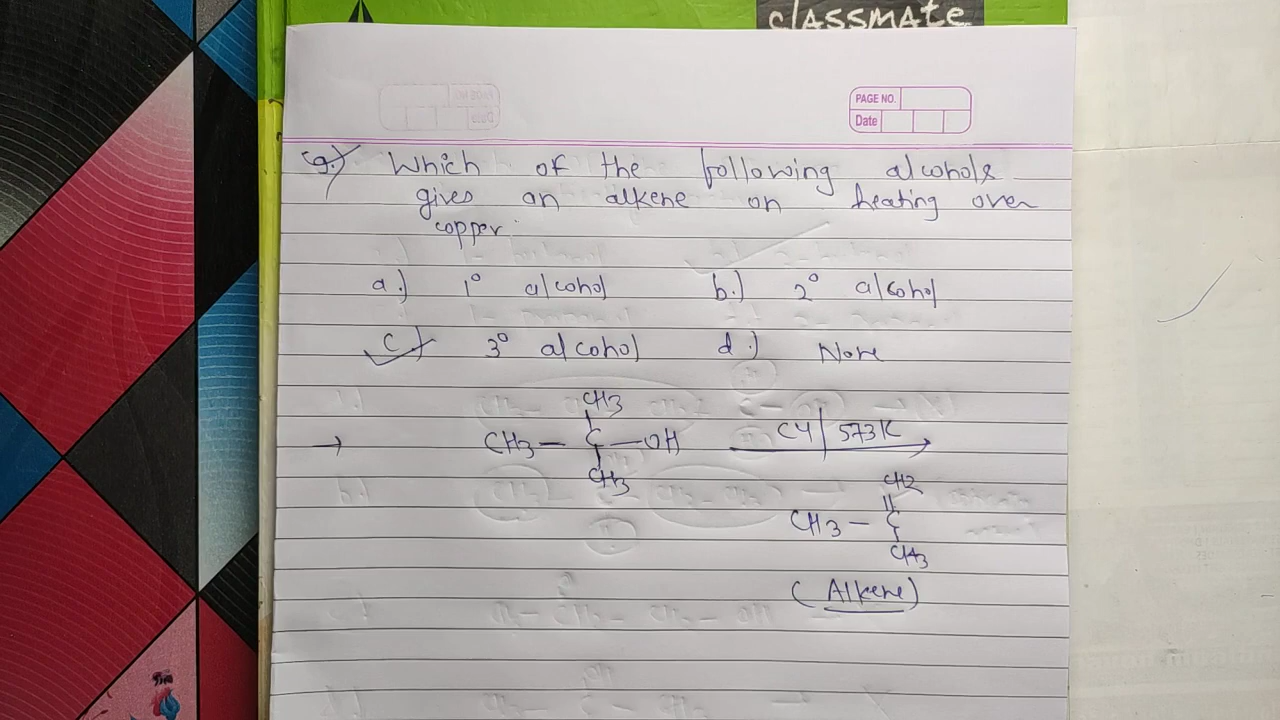 classmate
PAGE NO.
Date
Q.) Which of the following alcohols
gives an alkene on heating over
copper.
a.) 1° alcohol b.) 2° alcohol
c.) 3° alcohol d.) None
CH3
→ CH3 — C — OH Cu | 573K
CH3
CH2
CH3 — C
CH3
(Alkene)